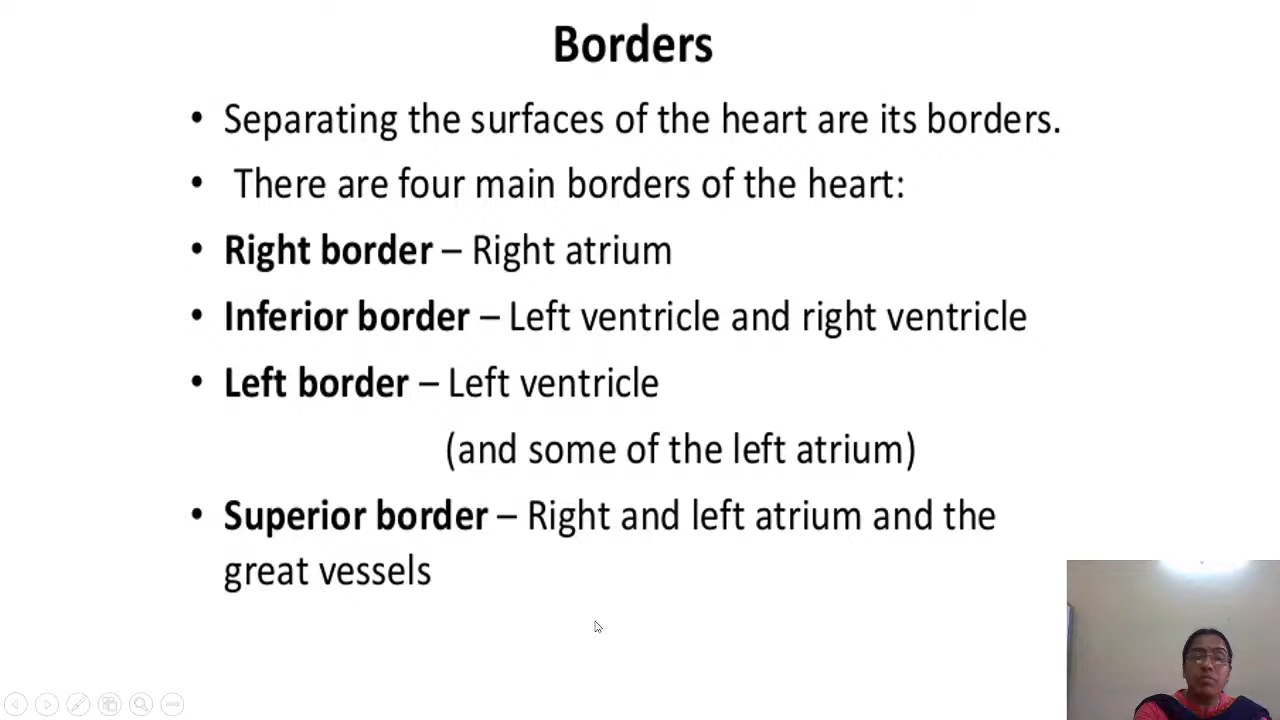 Borders
• Separating the surfaces of the heart are its borders.
• There are four main borders of the heart:
• Right border – Right atrium
• Inferior border – Left ventricle and right ventricle
• Left border – Left ventricle
(and some of the left atrium)
• Superior border – Right and left atrium and the
great vessels